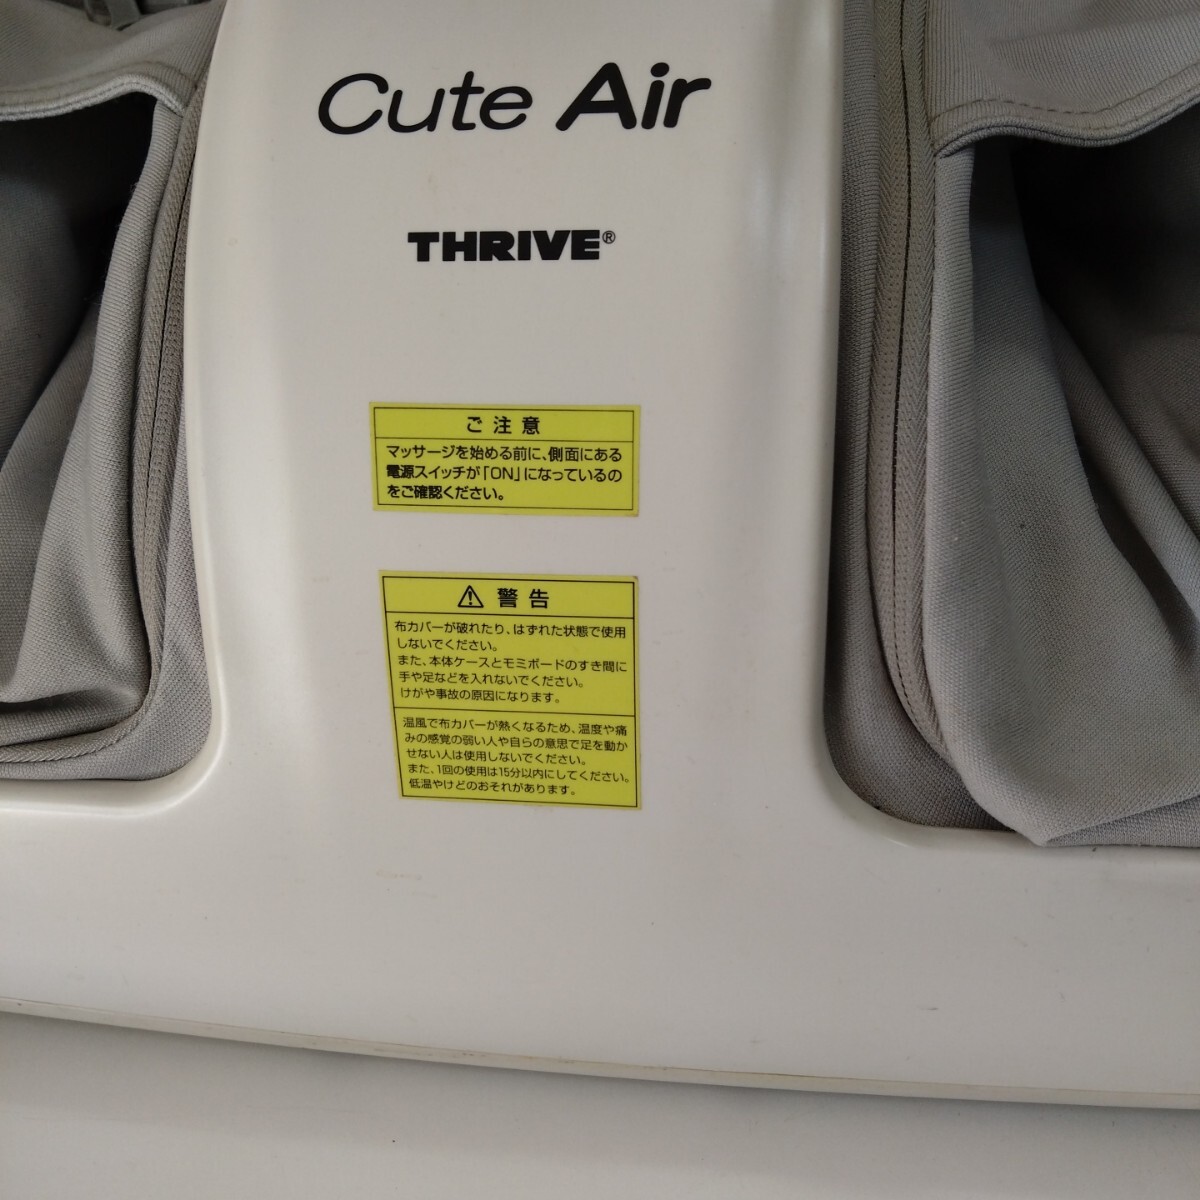 Cute Air
THRIVE®
ご注意
マッサージを始める前に、側面にある
電源スイッチが「ON」になっているの
をご確認ください。
⚠ 警告
布カバーが破れたり、はずれた状態で使用
しないでください。
また、本体ケースとモミボードのすき間に
手や足などを入れないでください。
けがや事故の原因になります。
温風で布カバーが熱くなるため、温度や痛
みの感覚の弱い人や自らの意思で足を動か
せない人は使用しないでください。
また、1回の使用は15分以内にしてください。
低温やけどのおそれがあります。